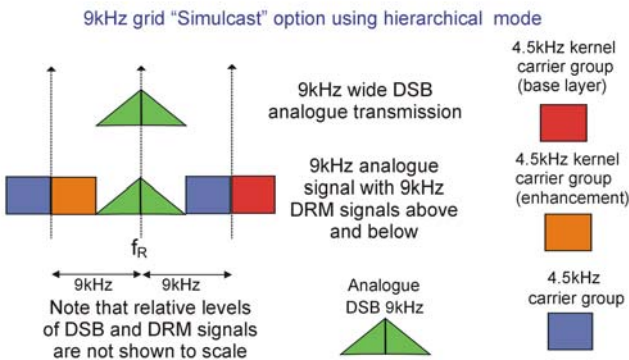 9kHz grid “Simulcast” option using hierarchical mode
9kHz wide DSB
analogue transmission
4.5kHz kernel
carrier group
(base layer)
9kHz analogue
signal with 9kHz
DRM signals above
and below
4.5kHz kernel
carrier group
(enhancement)
fR
9kHz
9kHz
Note that relative levels
of DSB and DRM signals
are not shown to scale
Analogue
DSB 9kHz
4.5kHz
carrier group